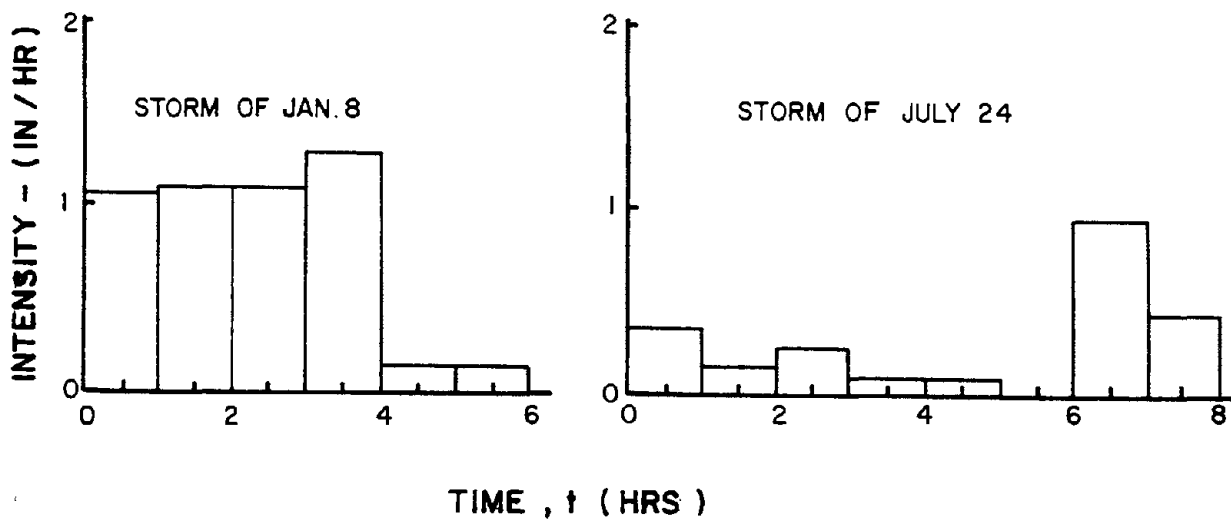 INTENSITY - (IN/HR)
2
1
0
STORM OF JAN. 8
0 2 4 6
2
1
0
STORM OF JULY 24
0 2 4 6 8
TIME , t (HRS)